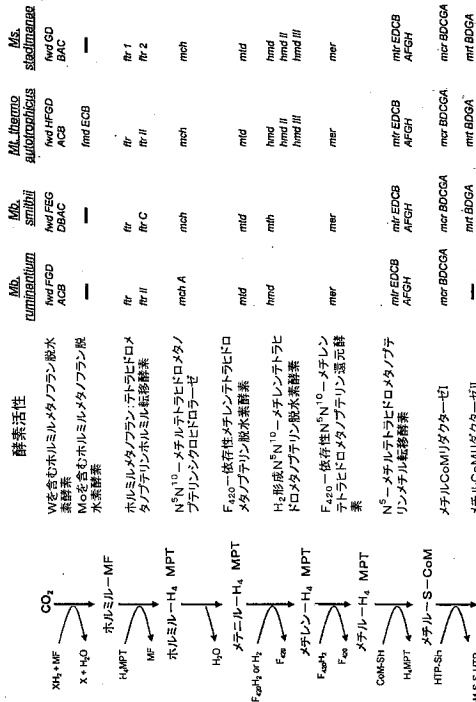 酵素活性
Mb. ruminantium
Mb. smithii
Mt. thermo autotrophicus
Ms. stadtmanae
CO₂
XH₂ + MF
X + H₂O
Wを含むホルミルメタノフラン脱水
素酵素
fwd FGD
ACB
fwd FEG
DBAC
fwd HFGD
ACB
fwd GD
BAC
Moを含むホルミルメタノフラン脱
水素酵素
—
—
fmd ECB
—
ホルミル—MF
H₄MPT
MF
ホルミルメタノフラン:テトラヒドロメ
タノプテリンホルミル転移酵素
ftr
ftr II
ftr
ftr C
ftr
ftr II
ftr 1
ftr 2
ホルミル—H₄ MPT
H₂O
N⁵N¹⁰—メチルテトラヒドロメタノ
プテリンシクロヒドロラーゼ
mch A
mch
mch
mch
メテニル—H₄ MPT
F₄₂₀H₂ or H₂
F₄₂₀
F₄₂₀—依存性メチレンテトラヒドロ
メタノプテリン脱水素酵素
mtd
mtd
mtd
mtd
H₂形成N⁵N¹⁰—メチレンテトラヒ
ドロメタノプテリン脱水素酵素
hmd
mth
hmd
hmd II
hmd III
hmd
hmd II
hmd III
メチレン—H₄ MPT
F₄₂₀H₂
F₄₂₀
F₄₂₀—依存性N⁵N¹⁰—メチレン
テトラヒドロメタノプテリン還元酵
素
mer
mer
mer
mer
メチル—H₄ MPT
CoM-SH
H₄MPT
N⁵—メチルテトラヒドロメタノプテ
リンメチル転移酵素
mtr EDCB
AFGH
mtr EDCB
AFGH
mtr EDCB
AFGH
mtr EDCB
AFGH
メチル—S—CoM
HTP-Sh
メチルCoMリダクターゼI
mcr BDCGA
mcr BDCGA
mcr BDCGA
mcr BDCGA
メチルCoMリダクターゼII
—
mrt BDGA
mrt BDGA
mrt BDGA